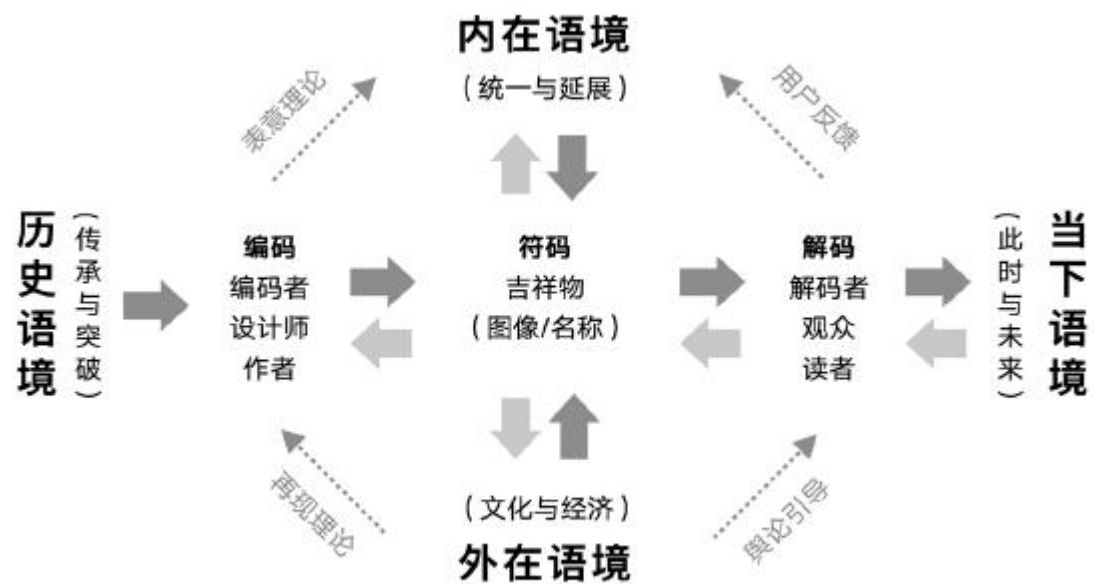 内在语境
（统一与延展）
表意理论
用户反馈
历史语境
（传承与突破）
编码
编码者
设计师
作者
符码
吉祥物
（图像/名称）
解码
解码者
观众
读者
（此时与未来）
当下语境
再现理论
舆论引导
（文化与经济）
外在语境